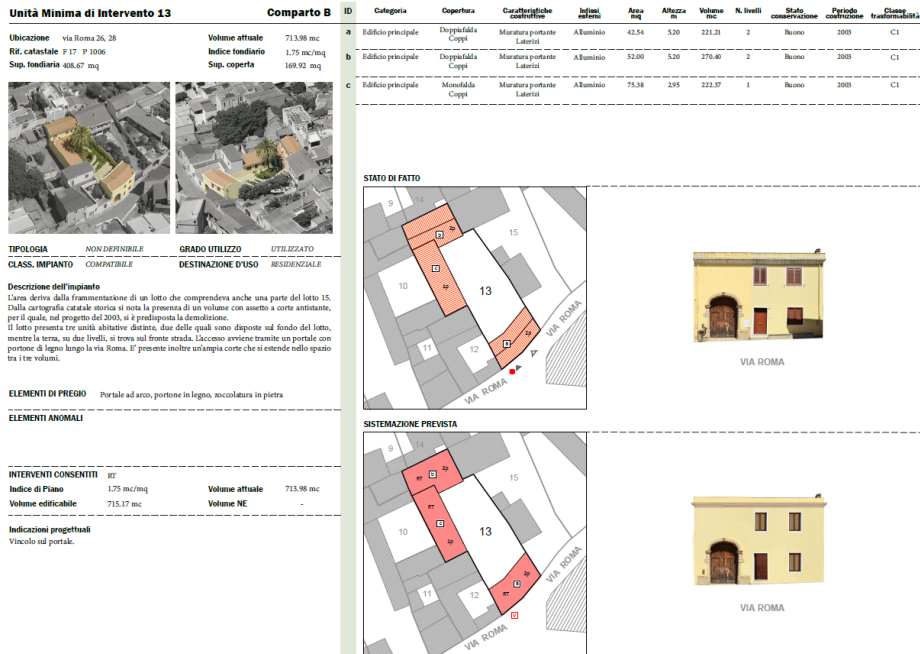 Unità Minima di Intervento 13 Comparto B
Ubicazione via Roma 26, 28 Volume attuale 713.98 mc
Rif. catastale F 17 P 1006 Indice fondiario 1,75 mc/mq
Sup. fondiaria 408.67 mq Sup. coperta 169.92 mq
TIPOLOGIA NON DEFINIBILE GRADO UTILIZZO UTILIZZATO
CLASS. IMPIANTO COMPATIBILE DESTINAZIONE D'USO RESIDENZIALE
Descrizione dell'impianto
L'area deriva dalla frammentazione di un lotto che comprendeva anche una parte del lotto 15.
Dalla cartografia catatale storica si nota la presenza di un volume con assetto a corte antistante,
per il quale, nel progetto del 2003, si è predisposta la demolizione.
Il lotto presenta tre unità abitative distinte, due delle quali sono disposte sul fondo del lotto,
mentre la terza, su due livelli, si trova sul fronte strada. L'accesso avviene tramite un portale con
portone di legno lungo la via Roma. E' presente inoltre un'ampia corte che si estende nello spazio
tra i tre volumi.
ELEMENTI DI PREGIO Portale ad arco, portone in legno, zoccolatura in pietra
ELEMENTI ANOMALI
INTERVENTI CONSENTITI RT
Indice di Piano 1,75 mc/mq Volume attuale 713.98 mc
Volume edificabile 715.17 mc Volume NE -
Indicazioni progettuali
Vincolo sul portale.
ID Categoria Copertura Caratteristiche costruttive Infissi esterni Area mq Altezza m Volume mc N. livelli Stato conservazione Periodo costruzione Classe trasformabilità
a Edificio principale Doppiafalda Coppi Muratura portante Laterizi Alluminio 42.54 5,20 221.21 2 Buono 2003 C1
b Edificio principale Doppiafalda Coppi Muratura portante Laterizi Alluminio 52.00 5,20 270.40 2 Buono 2003 C1
c Edificio principale Monofalda Coppi Muratura portante Laterizi Alluminio 75.38 2,95 222.37 1 Buono 2003 C1
STATO DI FATTO
9
14
2p
15
C
10
1p
13
2p
11
12
VIA ROMA
VIA ROMA
VIA ROMA
SISTEMAZIONE PREVISTA
9
14
2p
RT
15
RT
C
10
13
1p
2p
RT
11
12
V
VIA ROMA
VIA ROMA
VIA ROMA